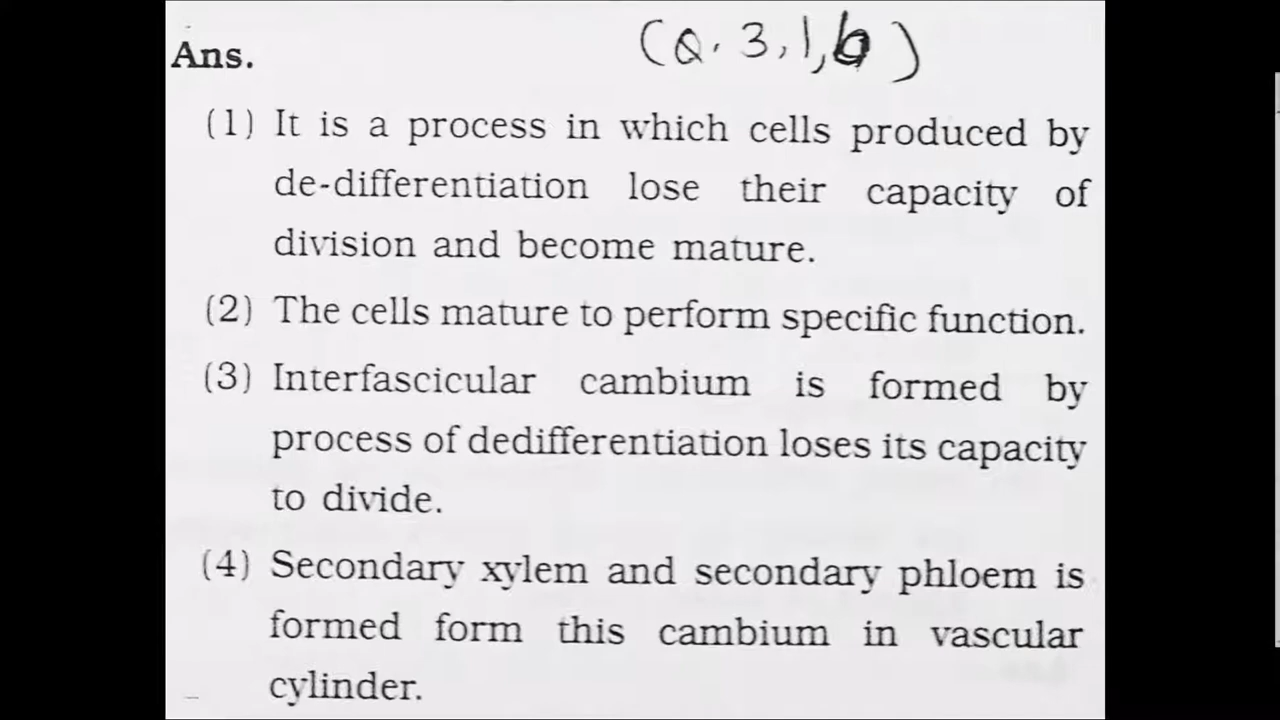 (Q. 3, 1, b)
Ans.
(1) It is a process in which cells produced by
de-differentiation lose their capacity of
division and become mature.
(2) The cells mature to perform specific function.
(3) Interfascicular cambium is formed by
process of dedifferentiation loses its capacity
to divide.
(4) Secondary xylem and secondary phloem is
formed form this cambium in vascular
cylinder.